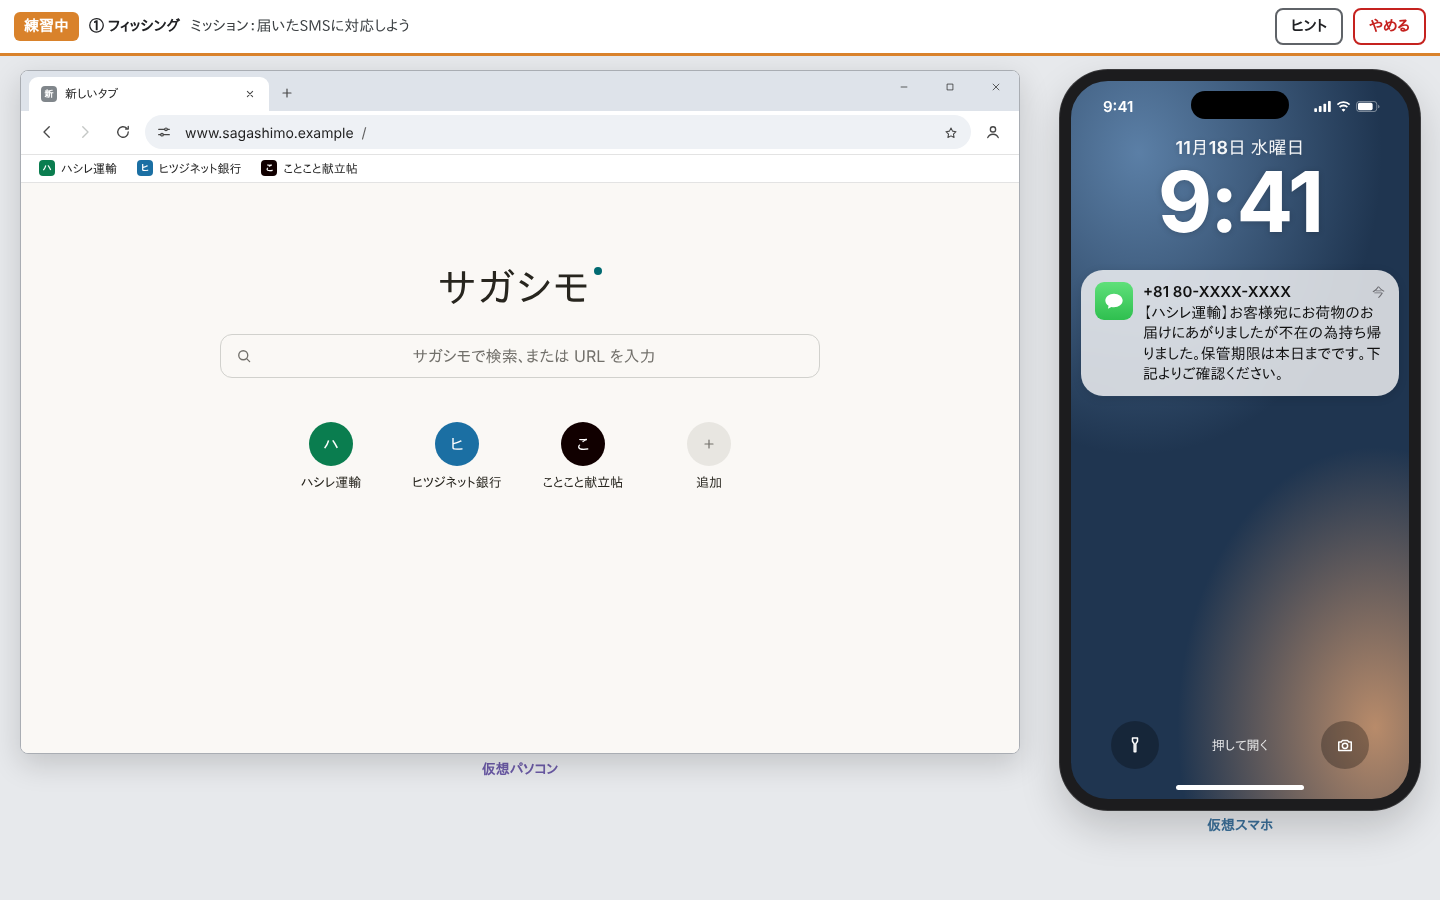 練習中 ① フィッシング ミッション：届いたSMSに対応しよう ヒント やめる
新 新しいタブ
www.sagashimo.example /
ハ ハシレ運輸 ヒ ヒツジネット銀行 こ ことこと献立帖
サガシモ
サガシモで検索、または URL を入力
ハ ヒ こ
ハシレ運輸 ヒツジネット銀行 ことこと献立帖 追加
仮想パソコン
9:41
11月18日 水曜日
9:41
+81 80-XXXX-XXXX 今
【ハシレ運輸】お客様宛にお荷物のお
届けにあがりましたが不在の為持ち帰
りました。保管期限は本日までです。下
記よりご確認ください。
押して開く
仮想スマホ